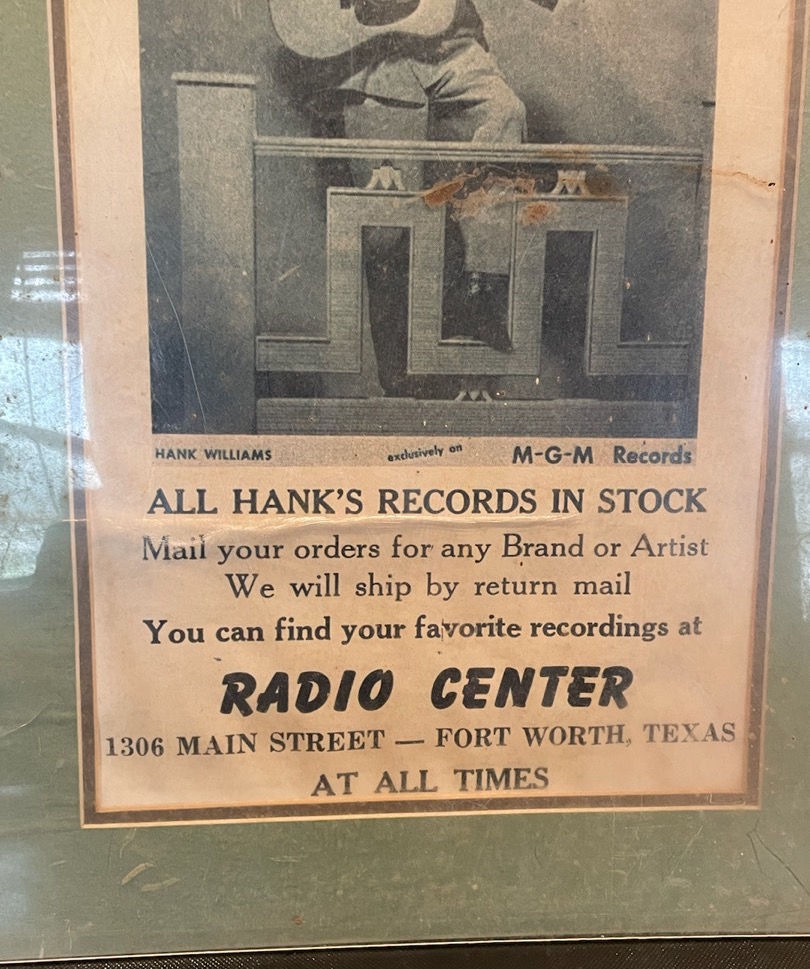 HANK WILLIAMS exclusively on M-G-M Records
ALL HANK'S RECORDS IN STOCK
Mail your orders for any Brand or Artist
We will ship by return mail
You can find your favorite recordings at
RADIO CENTER
1306 MAIN STREET — FORT WORTH, TEXAS
AT ALL TIMES